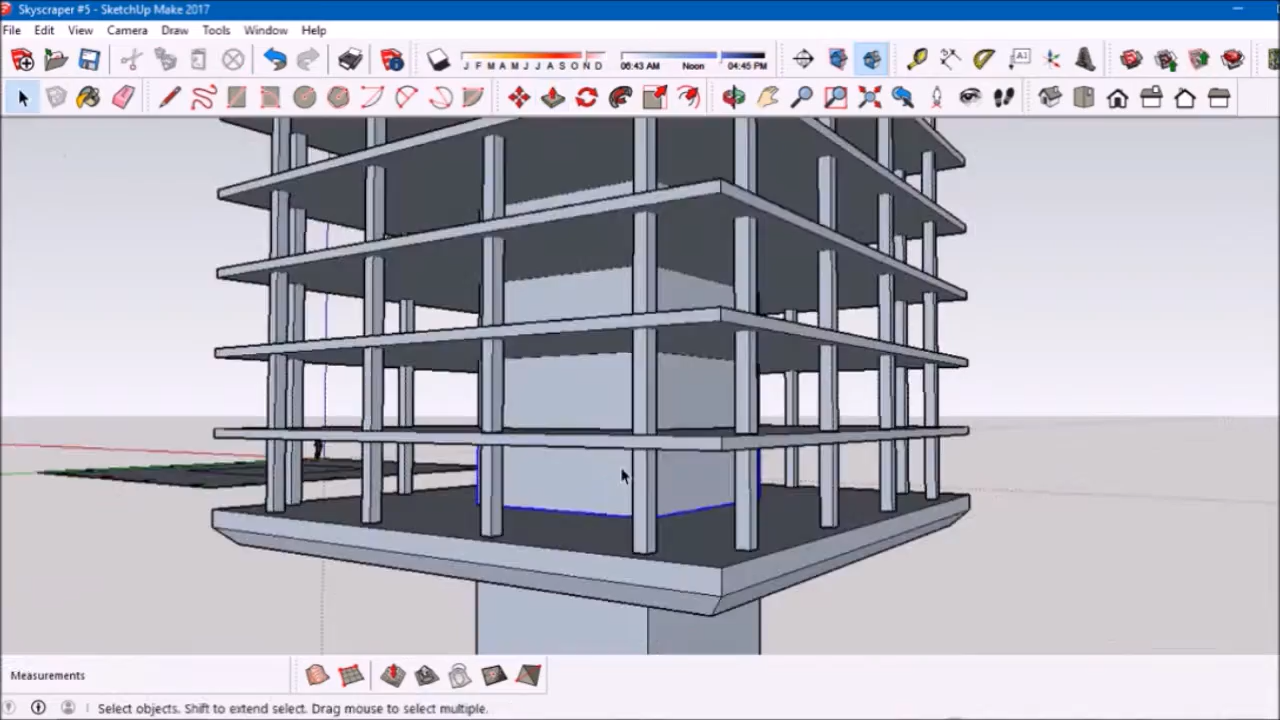 Skyscraper #5 - SketchUp Make 2017
File Edit View Camera Draw Tools Window Help
J F M A M J J A S O N D 06:43 AM Noon 04:45 PM
A1
Measurements
Select objects. Shift to extend select. Drag mouse to select multiple.